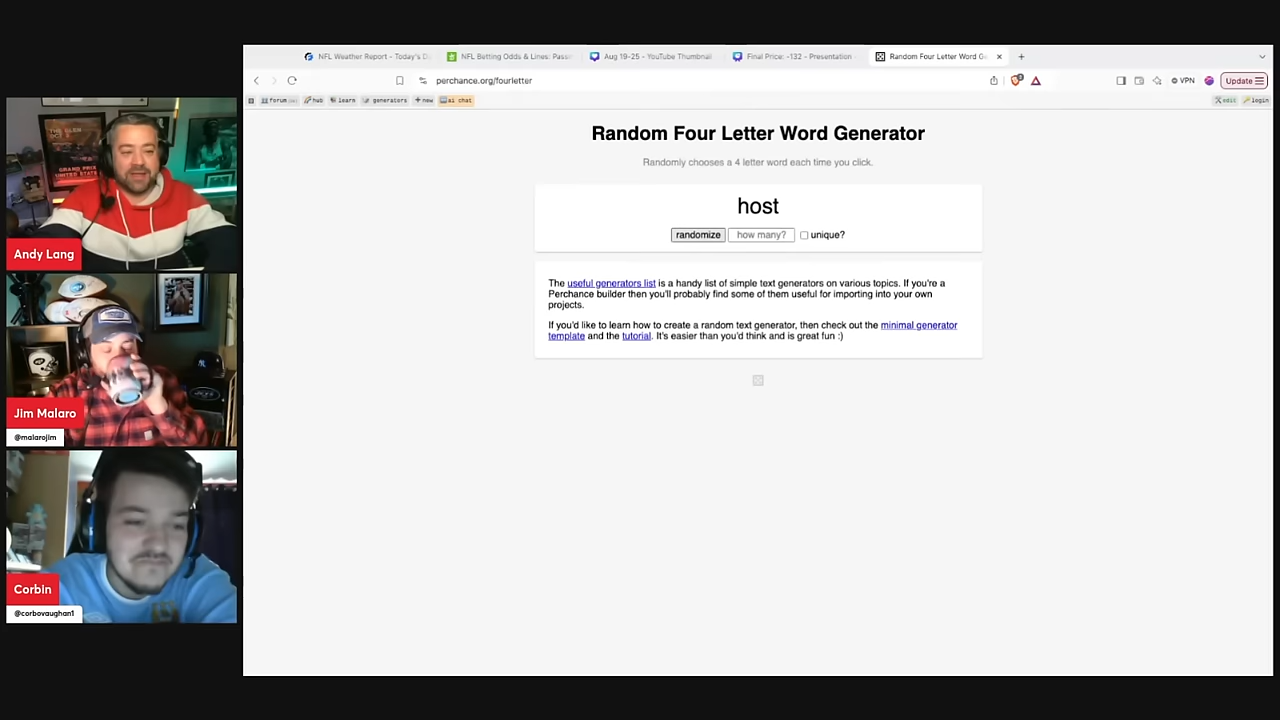 NFL Weather Report - Today's D
NFL Betting Odds & Lines: Pass
Aug 19-25 - YouTube Thumbnail
Final Price: -132 - Presentation
Random Four Letter Word Ge
perchance.org/fourletter
VPN
Update
forum
hub
learn
generators
+new
ai chat
edit
login
Random Four Letter Word Generator
Randomly chooses a 4 letter word each time you click.
host
randomize
how many?
unique?
The useful generators list is a handy list of simple text generators on various topics. If you're a
Perchance builder then you'll probably find some of them useful for importing into your own
projects.
If you'd like to learn how to create a random text generator, then check out the minimal generator
template and the tutorial. It's easier than you'd think and is great fun :)
THE GLEN
GRAND PRIX
UNITED STATES
Andy Lang
Jim Malaro
@malarojim
Corbin
@corbovaughan1